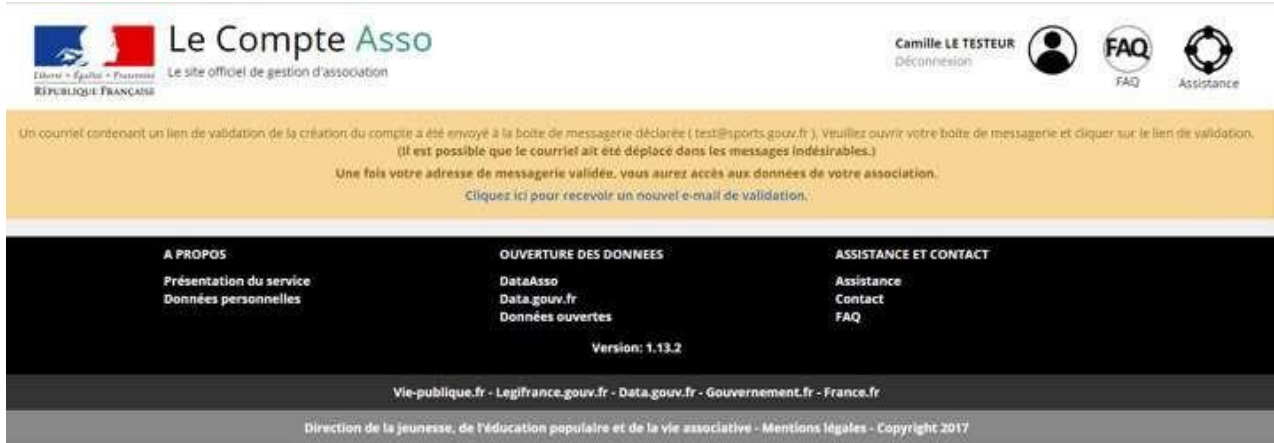 Le Compte Asso
Le site officiel de gestion d'association
Liberté • Égalité • Fraternité
RÉPUBLIQUE FRANÇAISE
Camille LE TESTEUR
Déconnexion
FAQ
FAQ
Assistance
Un courriel contenant un lien de validation de la création du compte a été envoyé à la boite de messagerie déclarée ( test@sports.gouv.fr ). Veuillez ouvrir votre boite de messagerie et cliquer sur le lien de validation.
(Il est possible que le courriel ait été déplacé dans les messages indésirables.)
Une fois votre adresse de messagerie validée, vous aurez accès aux données de votre association.
Cliquez ici pour recevoir un nouvel e-mail de validation.
A PROPOS
Présentation du service
Données personnelles
OUVERTURE DES DONNEES
DataAsso
Data.gouv.fr
Données ouvertes
ASSISTANCE ET CONTACT
Assistance
Contact
FAQ
Version: 1.13.2
Vie-publique.fr - Legifrance.gouv.fr - Data.gouv.fr - Gouvernement.fr - France.fr
Direction de la jeunesse, de l'éducation populaire et de la vie associative - Mentions légales - Copyright 2017